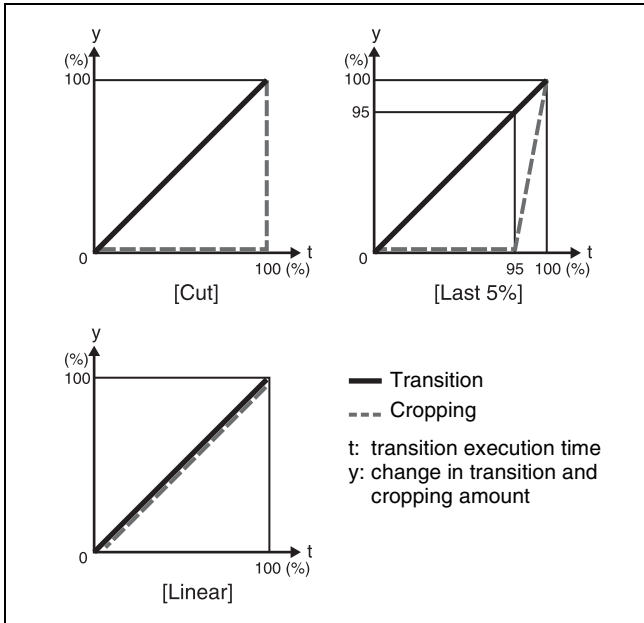 y
(%)
100
0
t
100 (%)
[Cut]
y
(%)
100
95
0
t
95 100 (%)
[Last 5%]
y
(%)
100
0
t
100 (%)
[Linear]
Transition
Cropping
t: transition execution time
y: change in transition and
cropping amount